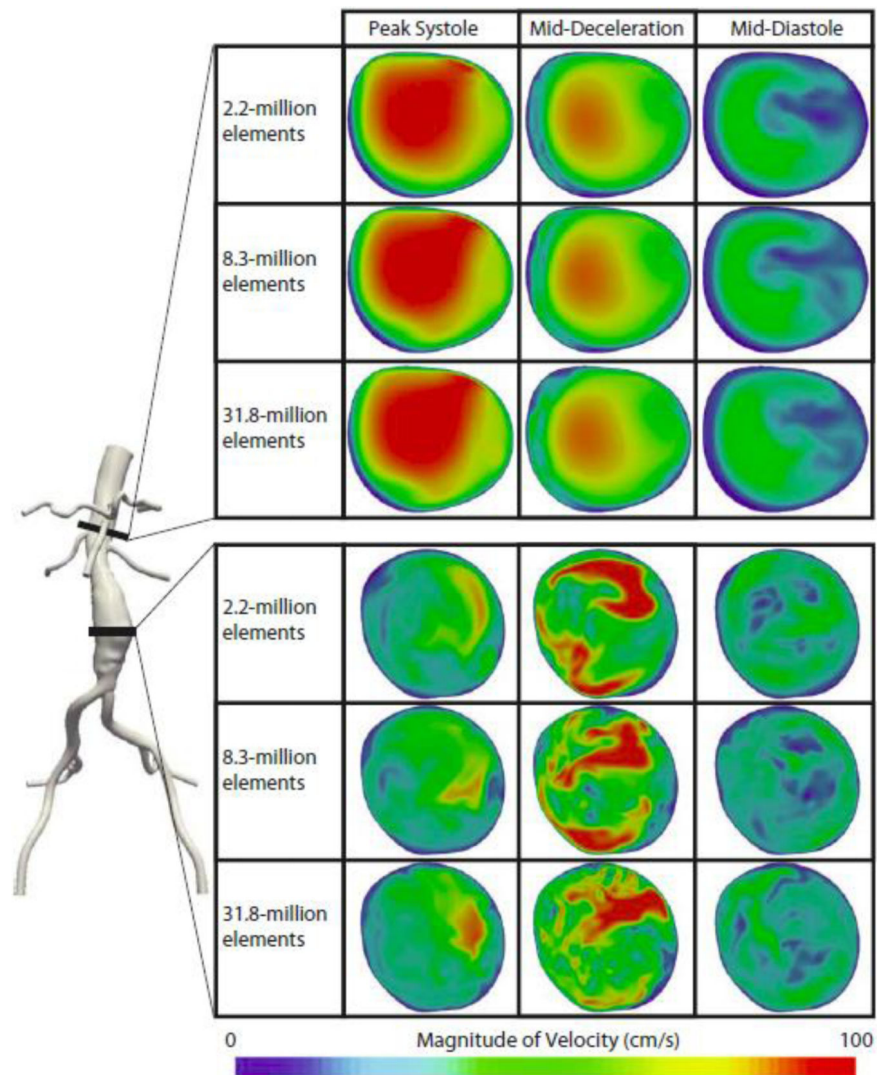 Peak Systole
Mid-Deceleration
Mid-Diastole
2.2-million
elements
8.3-million
elements
31.8-million
elements
2.2-million
elements
8.3-million
elements
31.8-million
elements
0
Magnitude of Velocity (cm/s)
100